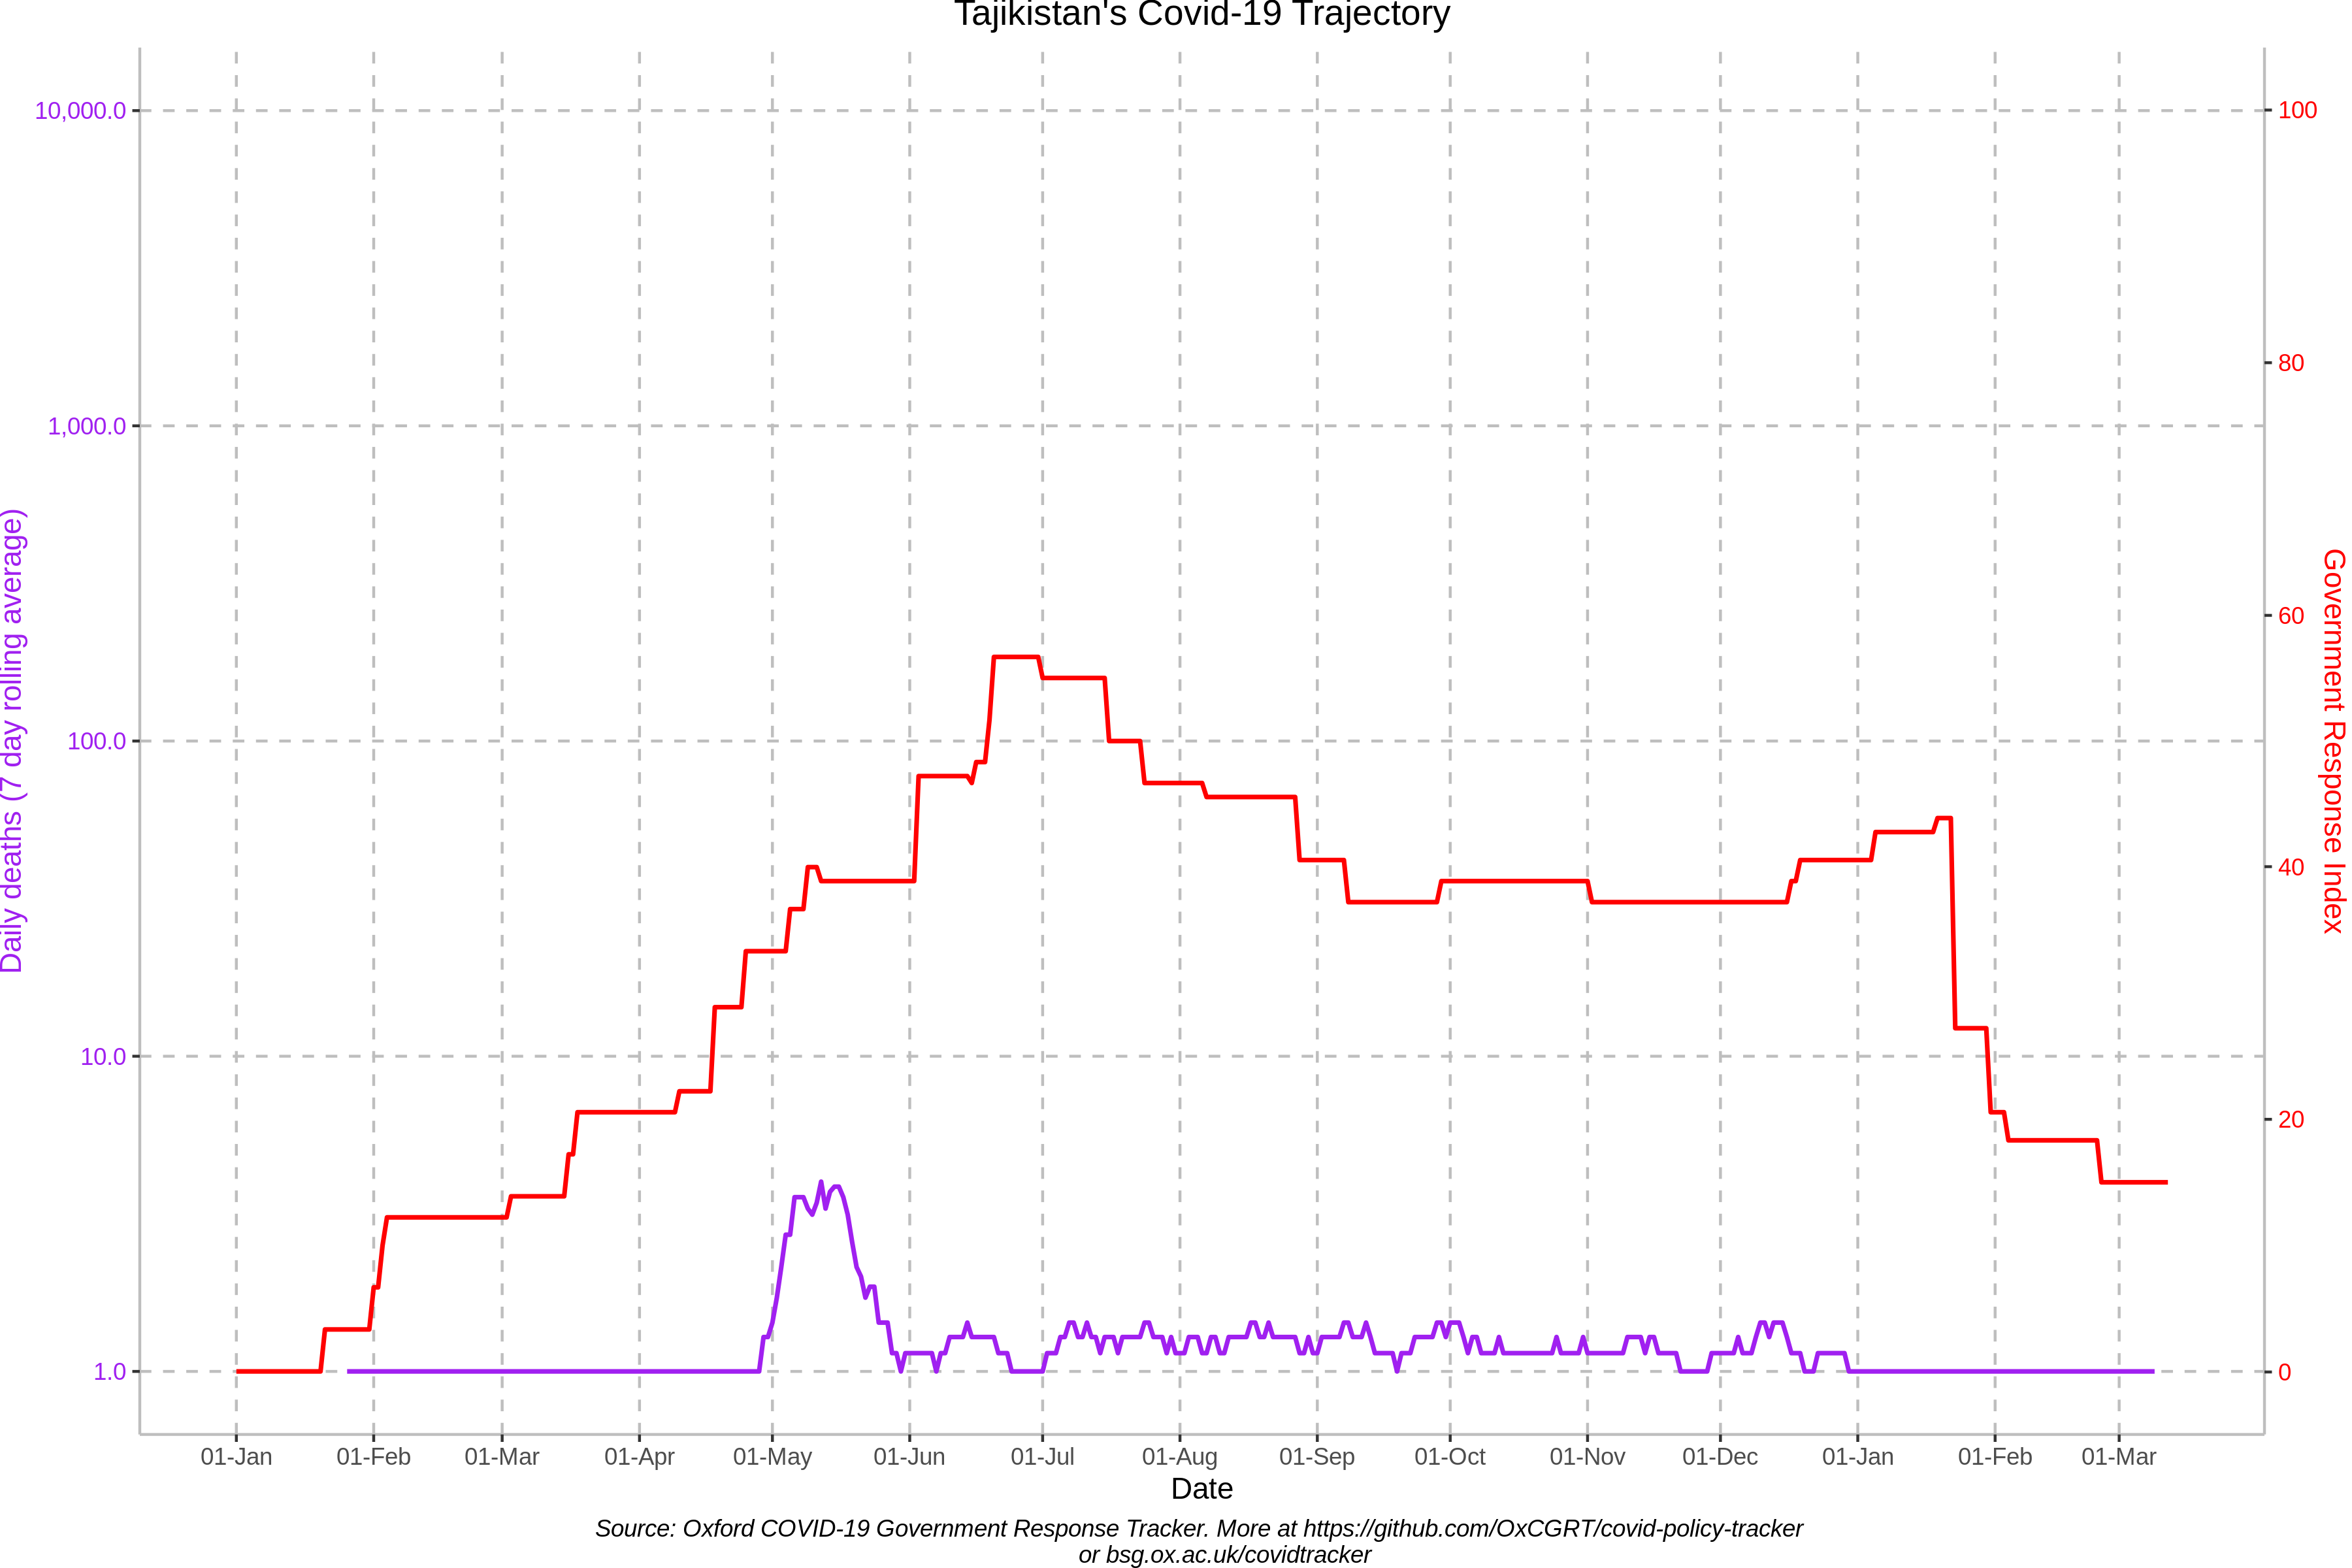 Tajikistan's Covid-19 Trajectory
Daily deaths (7 day rolling average)
10,000.0
1,000.0
100.0
10.0
1.0
100
80
60
40
20
0
Government Response Index
01-Jan 01-Feb 01-Mar 01-Apr 01-May 01-Jun 01-Jul 01-Aug 01-Sep 01-Oct 01-Nov 01-Dec 01-Jan 01-Feb 01-Mar
Date
Source: Oxford COVID-19 Government Response Tracker. More at https://github.com/OxCGRT/covid-policy-tracker
or bsg.ox.ac.uk/covidtracker